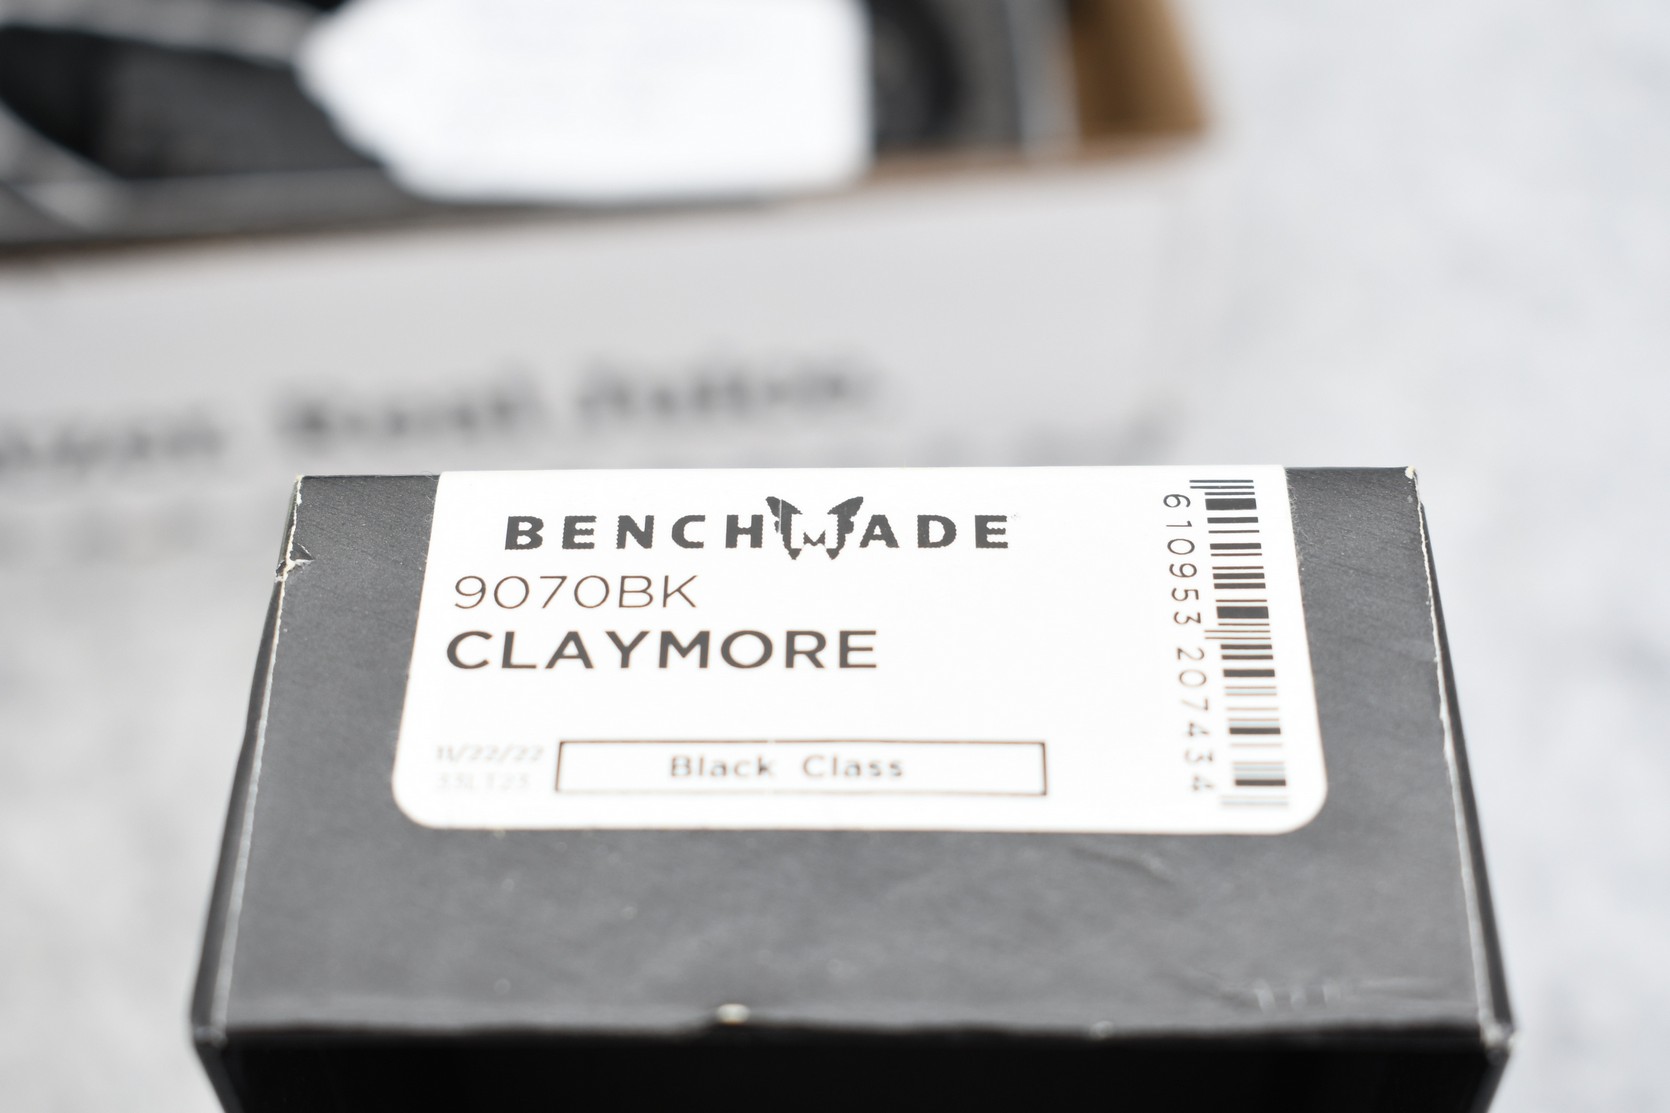 BENCHMADE
9070BK
CLAYMORE
11/22/22
Black Class
610953 207434